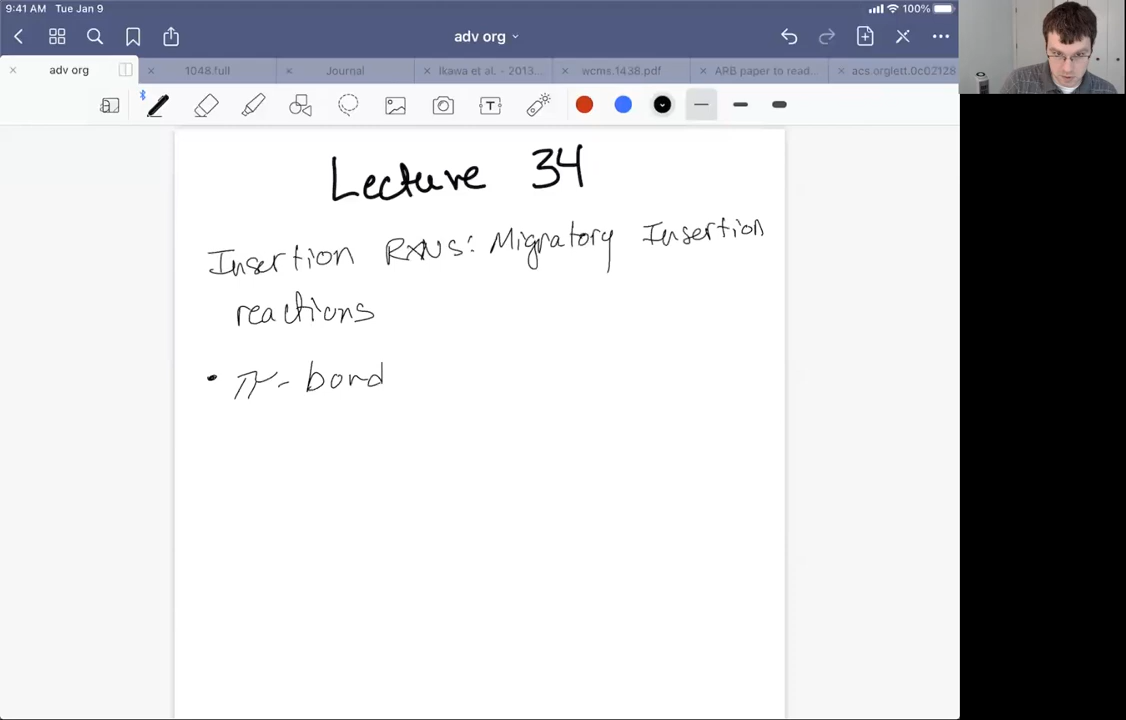 9:41 AM Tue Jan 9
100%
adv org
adv org
1048.full
Journal
Ikawa et al. - 2013...
wcms.1438.pdf
ARB paper to read...
acs.orglett.0c02128
T
Lecture 34
Insertion RXNS: Migratory Insertion
reactions
• π- bond